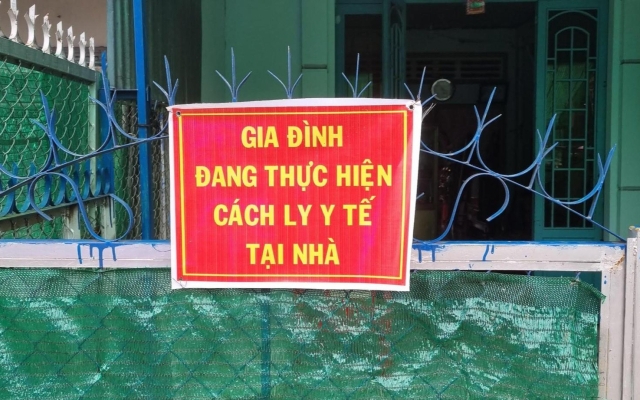 GIA ĐÌNH
ĐANG THỰC HIỆN
CÁCH LY Y TẾ
TẠI NHÀ